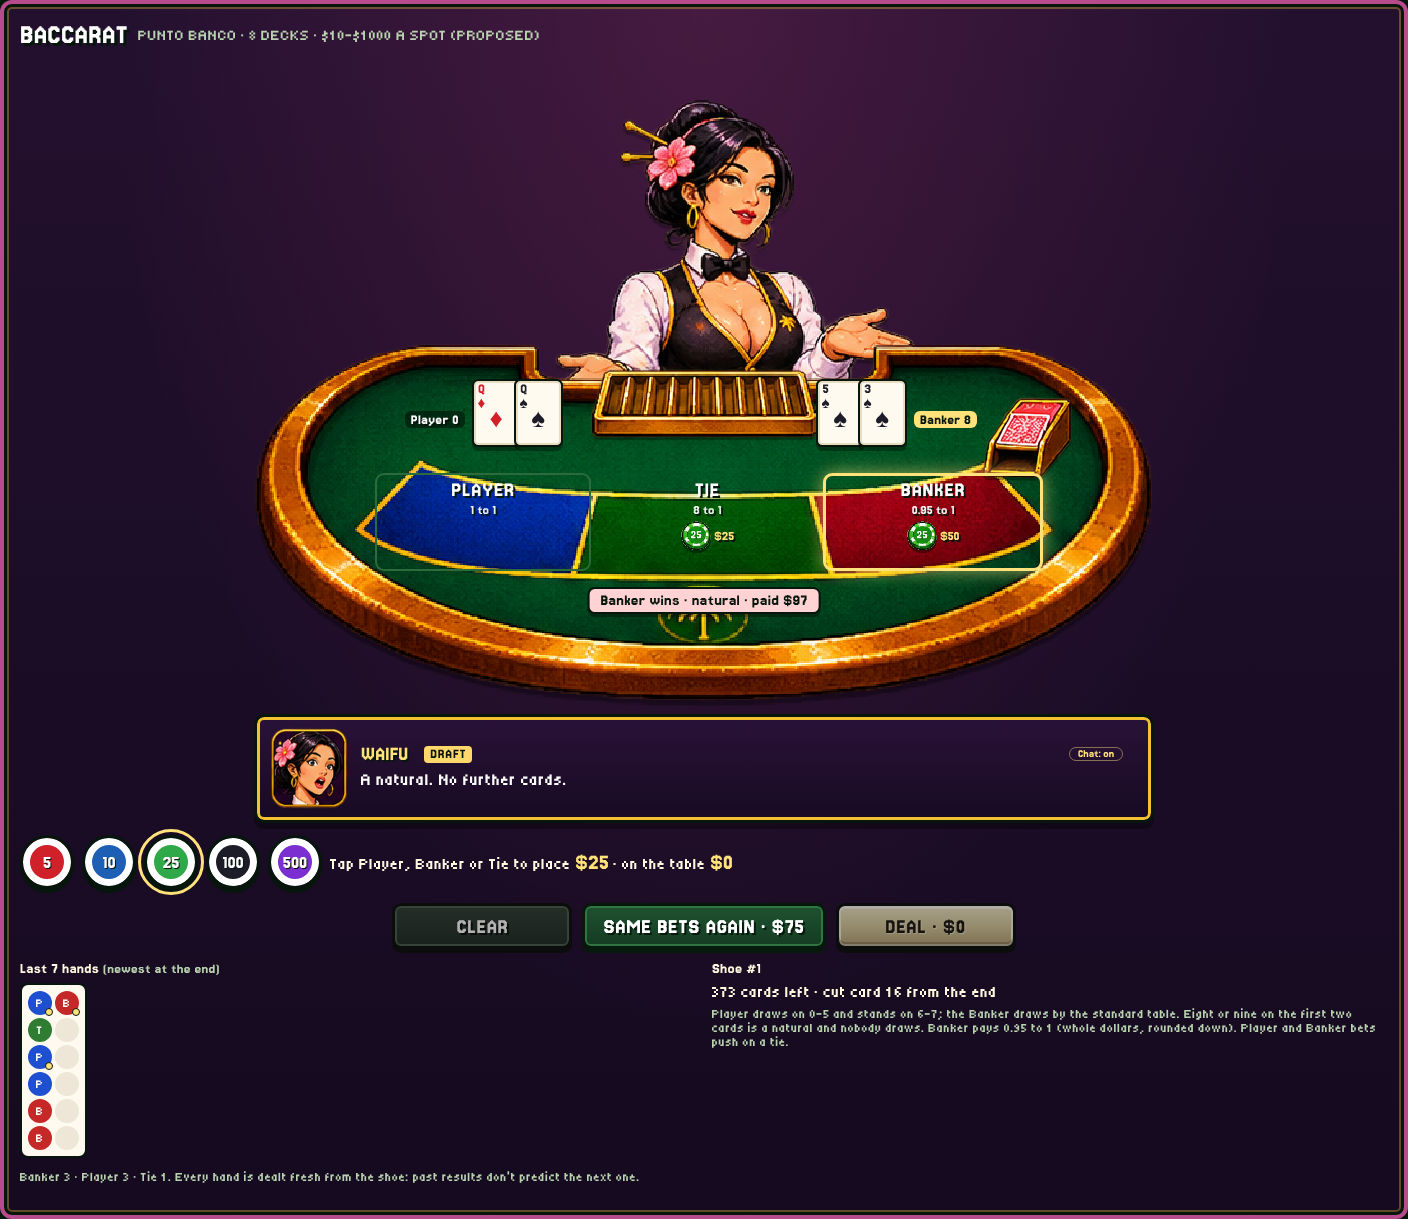 BACCARAT PUNTO BANCO · 8 DECKS · $10-$1000 A SPOT (PROPOSED)
Q Q 5 3
Player 0
Banker 8
PLAYER
1 to 1
TIE
8 to 1
25 $25
BANKER
0.95 to 1
25 $50
Banker wins · natural · paid $97
WAIFU DRAFT
Chat: on
A natural. No further cards.
5 10 25 100 500 Tap Player, Banker or Tie to place $25 · on the table $0
CLEAR
SAME BETS AGAIN · $75
DEAL · $0
Last 7 hands (newest at the end)
P B
T
P
P
B
B
Shoe #1
373 cards left · cut card 16 from the end
Player draws on 0-5 and stands on 6-7; the Banker draws by the standard table. Eight or nine on the first two
cards is a natural and nobody draws. Banker pays 0.95 to 1 (whole dollars, rounded down). Player and Banker bets
push on a tie.
Banker 3 · Player 3 · Tie 1. Every hand is dealt fresh from the shoe: past results don't predict the next one.